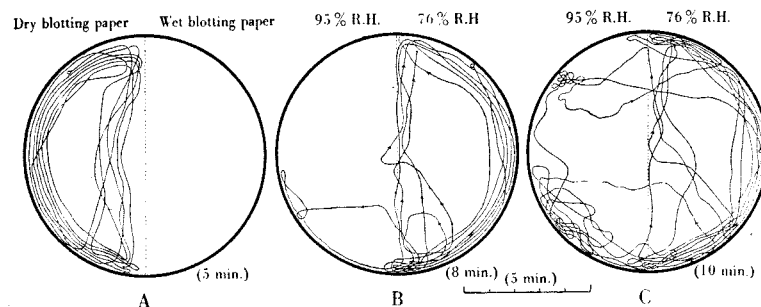 Dry blotting paper Wet blotting paper 95 % R.H. 76 % R.H 95 % R.H. 76 % R.H.
(5 min.) (8 min.) (5 min.) (10 min.)
A B C